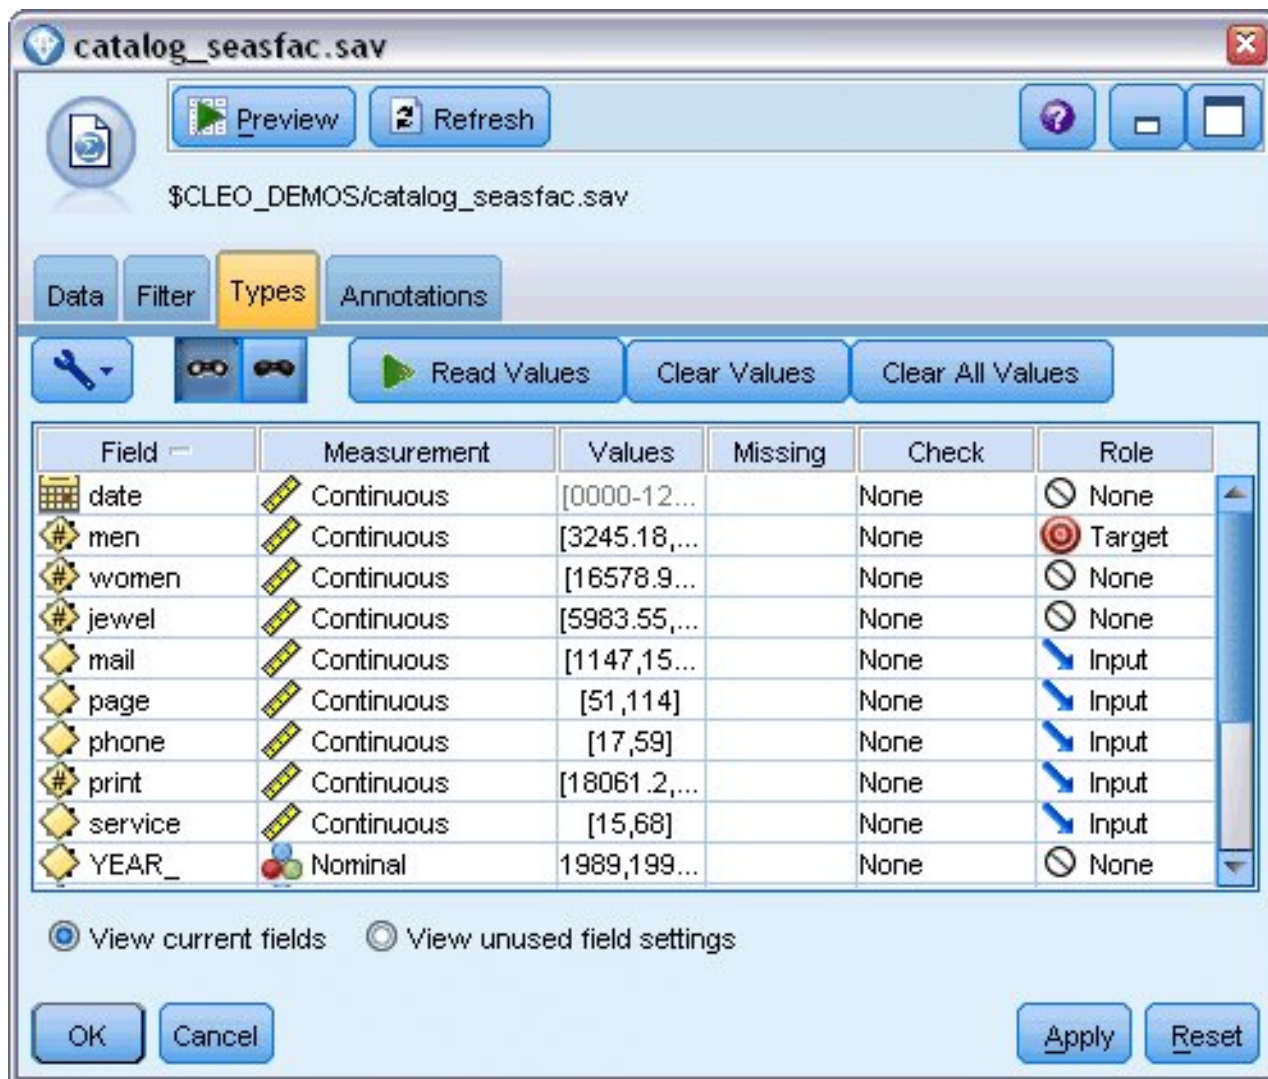 catalog_seasfac.sav
Preview Refresh
$CLEO_DEMOS/catalog_seasfac.sav
Data Filter Types Annotations
Read Values Clear Values Clear All Values
Field Measurement Values Missing Check Role
date Continuous [0000-12... None None
# men Continuous [3245.18,... None Target
# women Continuous [16578.9... None None
# jewel Continuous [5983.55,... None None
mail Continuous [1147,15... None Input
page Continuous [51,114] None Input
phone Continuous [17,59] None Input
# print Continuous [18061.2,... None Input
service Continuous [15,68] None Input
YEAR_ Nominal 1989,199... None None
View current fields View unused field settings
OK Cancel Apply Reset